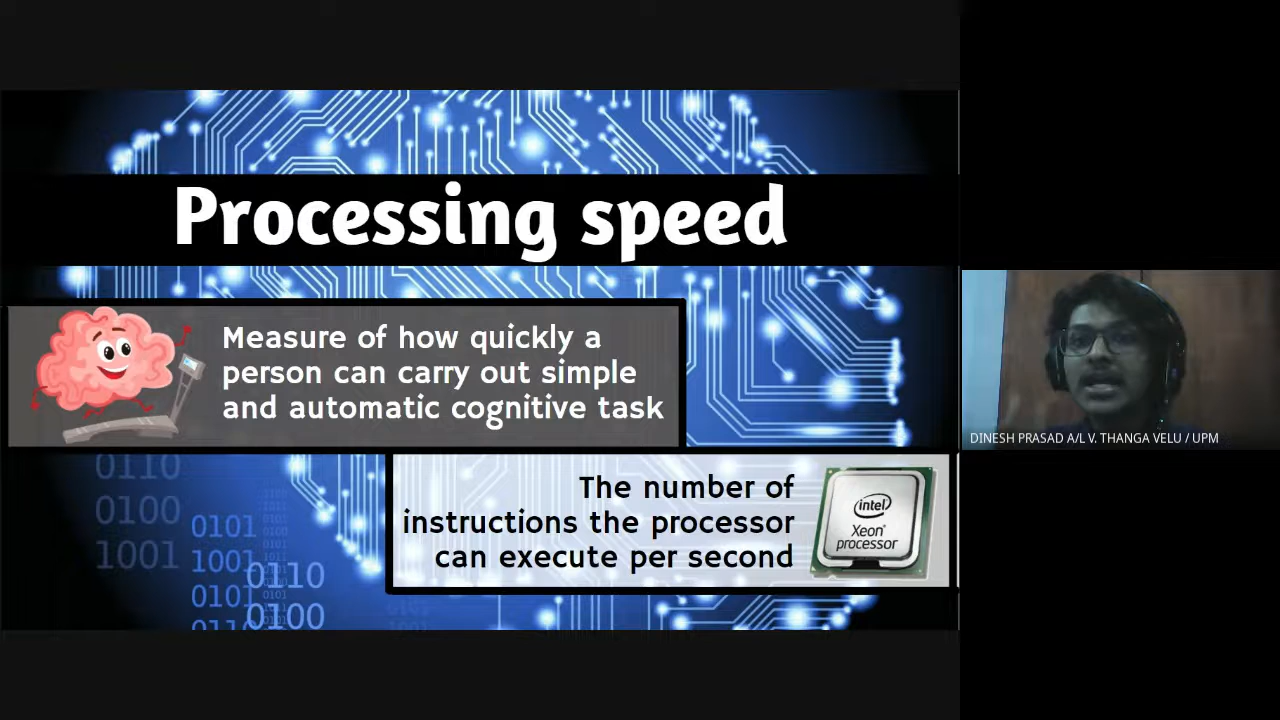 Processing speed
Measure of how quickly a
person can carry out simple
and automatic cognitive task
The number of
instructions the processor
can execute per second
intel
Xeon®
processor
0110
0100
1001
0101
1001
0101
0110
0100
DINESH PRASAD A/L V. THANGA VELU / UPM